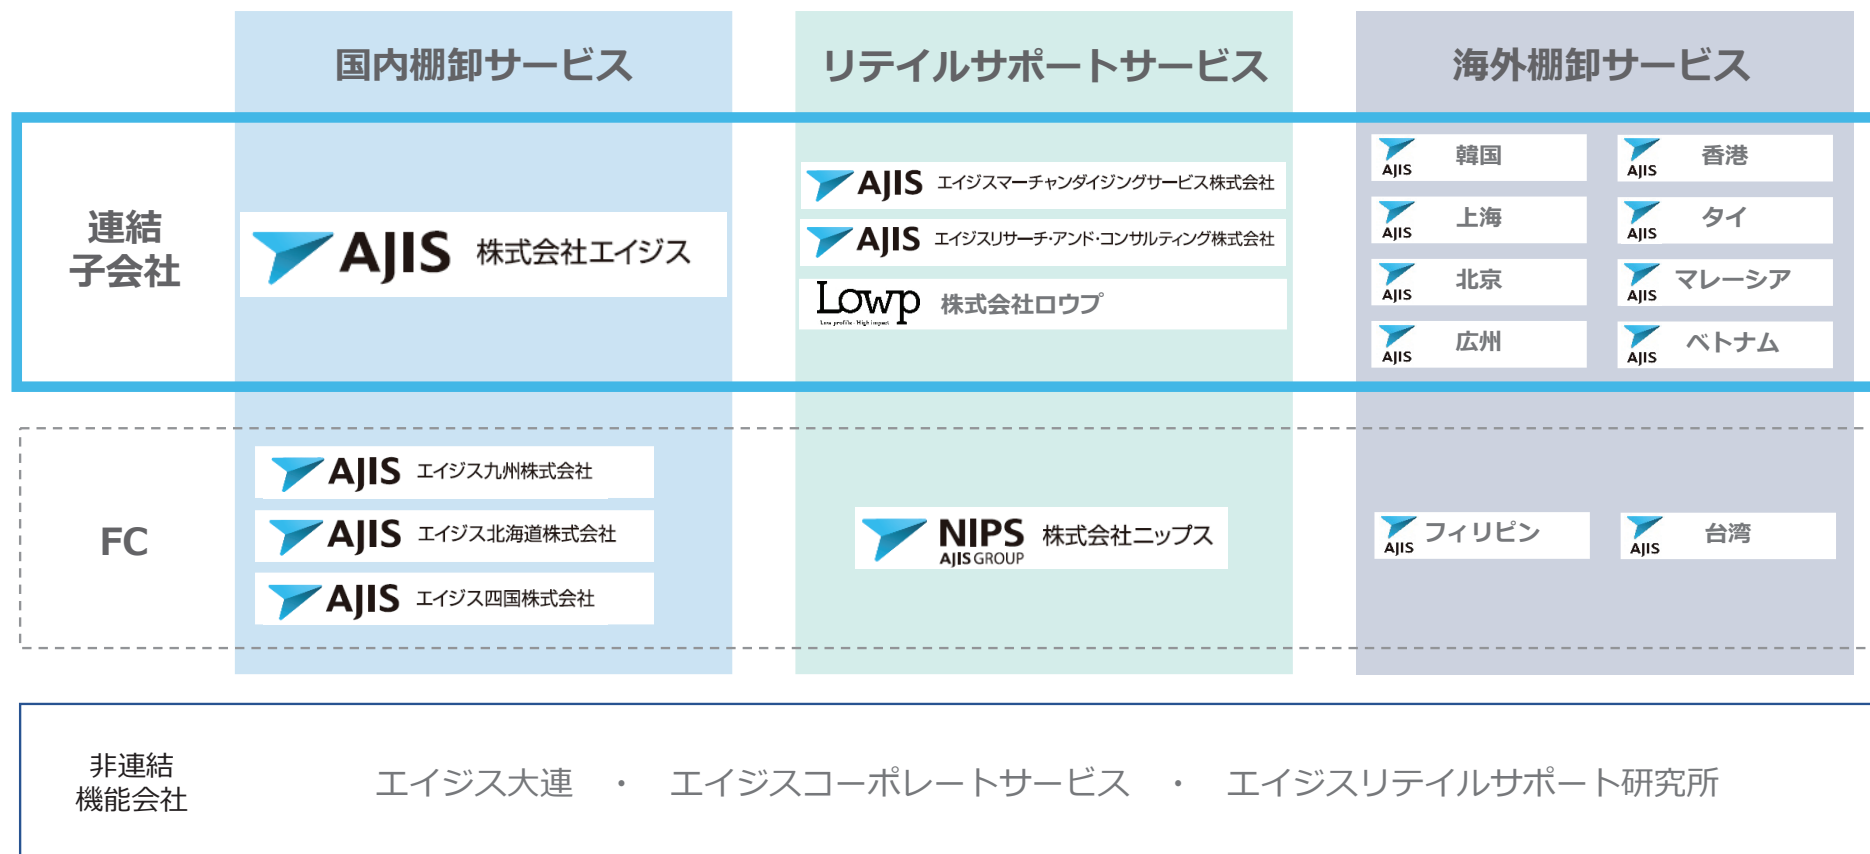 国内棚卸サービス
リテイルサポートサービス
海外棚卸サービス
連結
子会社
AJIS 株式会社エイジス
AJIS エイジスマーチャンダイジングサービス株式会社
AJIS エイジスリサーチ・アンド・コンサルティング株式会社
Lowp 株式会社ロウプ
Low profile - High impact
AJIS 韓国
AJIS 香港
AJIS 上海
AJIS タイ
AJIS 北京
AJIS マレーシア
AJIS 広州
AJIS ベトナム
FC
AJIS エイジス九州株式会社
AJIS エイジス北海道株式会社
AJIS エイジス四国株式会社
NIPS 株式会社ニップス
AJIS GROUP
AJIS フィリピン
AJIS 台湾
非連結
機能会社
エイジス大連 ・ エイジスコーポレートサービス ・ エイジスリテイルサポート研究所